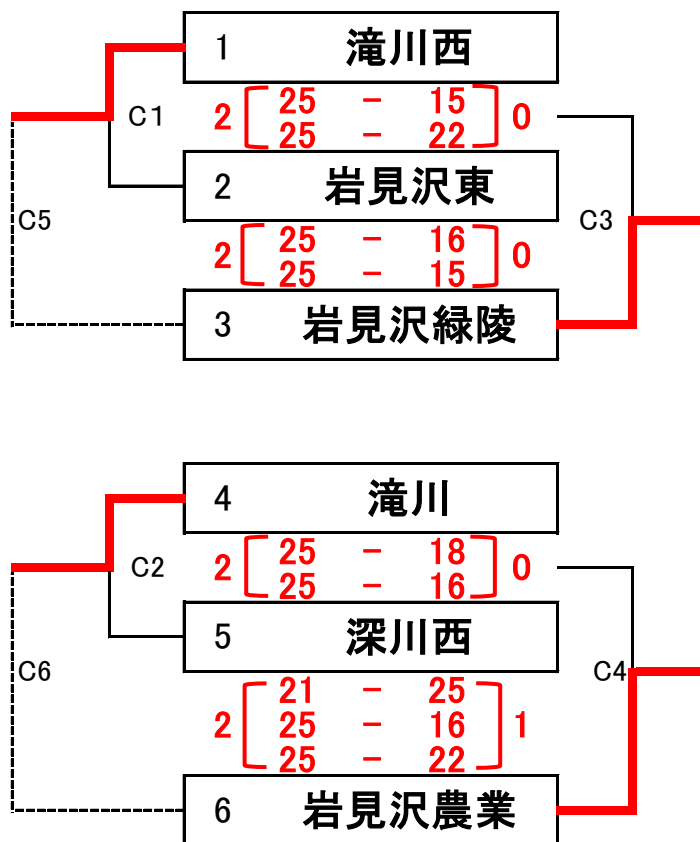 1 滝川西
C1
2 25 - 15 0
25 - 22
2 岩見沢東
C5
C3
2 25 - 16 0
25 - 15
3 岩見沢緑陵
4 滝川
C2
2 25 - 18 0
25 - 16
5 深川西
C6
C4
21 - 25
2 25 - 16 1
25 - 22
6 岩見沢農業